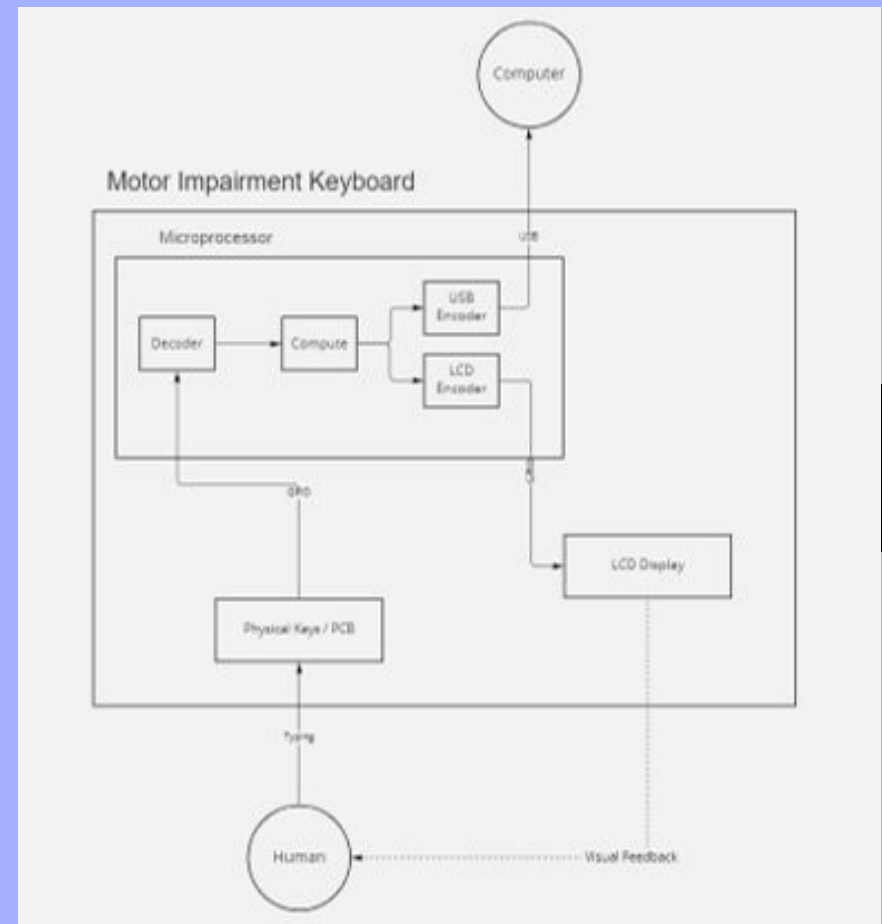 Computer
Motor Impairment Keyboard
Microprocessor
USB
USB
Encoder
Decoder
Compute
LCD
Encoder
GPIO
LCD Display
Physical Keys / PCB
Typing
Human
Visual Feedback